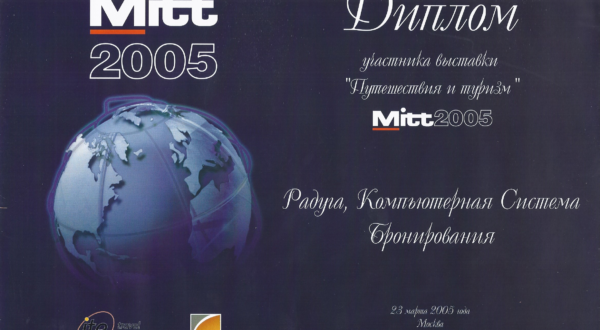 Mitt
2005
Диплом
участника выставки
"Путешествия и туризм"
Mitt2005
Радуга, Компьютерная Система
Бронирования
23 марта 2005 года
Москва